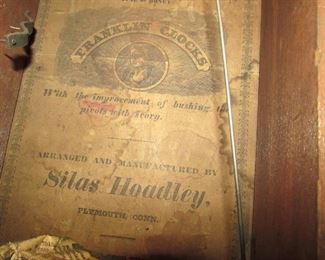 FRANKLIN CLOCKS
With the improvement of bushing the
pivots with ivory.
ARRANGED AND MANUFACTURED BY
Silas Hoadley,
PLYMOUTH, CONN.